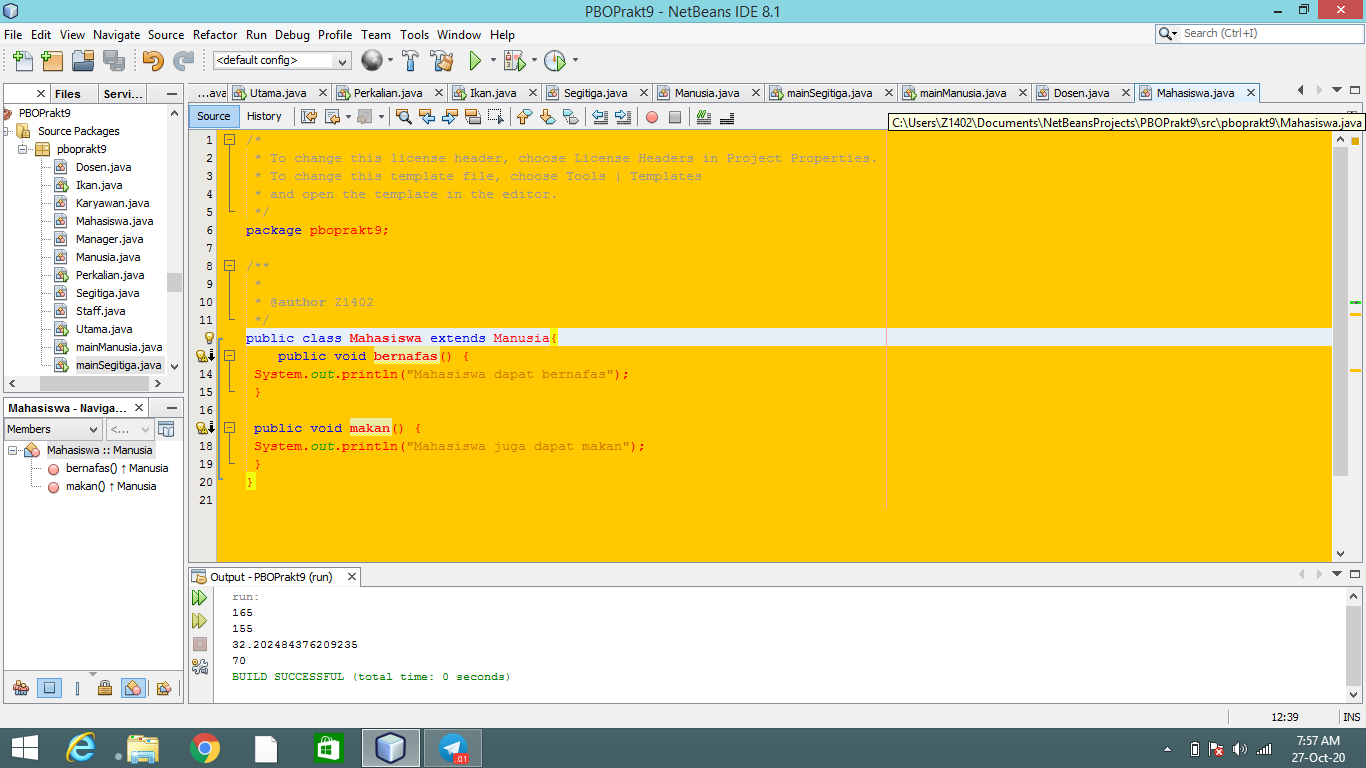 PBOPrakt9 - NetBeans IDE 8.1
File Edit View Navigate Source Refactor Run Debug Profile Team Tools Window Help
Search (Ctrl+I)
<default config>
Files
Servi...
...ava
Utama.java
Perkalian.java
Ikan.java
Segitiga.java
Manusia.java
mainSegitiga.java
mainManusia.java
Dosen.java
Mahasiswa.java
Source
History
C:\Users\Z1402\Documents\NetBeansProjects\PBOPrakt9\src\pboprakt9\Mahasiswa.java
PBOPrakt9
Source Packages
pboprakt9
Dosen.java
Ikan.java
Karyawan.java
Mahasiswa.java
Manager.java
Manusia.java
Perkalian.java
Segitiga.java
Staff.java
Utama.java
mainManusia.java
mainSegitiga.java
Mahasiswa - Naviga...
Members
<...
Mahasiswa :: Manusia
bernafas() ↑ Manusia
makan() ↑ Manusia
1 /*
2 * To change this license header, choose License Headers in Project Properties.
3 * To change this template file, choose Tools | Templates
4 * and open the template in the editor.
5 */
6 package pboprakt9;
7
8 /**
9 *
10 * @author Z1402
11 */
public class Mahasiswa extends Manusia{
public void bernafas() {
14 System.out.println("Mahasiswa dapat bernafas");
15 }
16
public void makan() {
18 System.out.println("Mahasiswa juga dapat makan");
19 }
20 }
21
Output - PBOPrakt9 (run)
run:
165
155
32.202484376209235
70
BUILD SUCCESSFUL (total time: 0 seconds)
12:39
INS
.01
7:57 AM
27-Oct-20